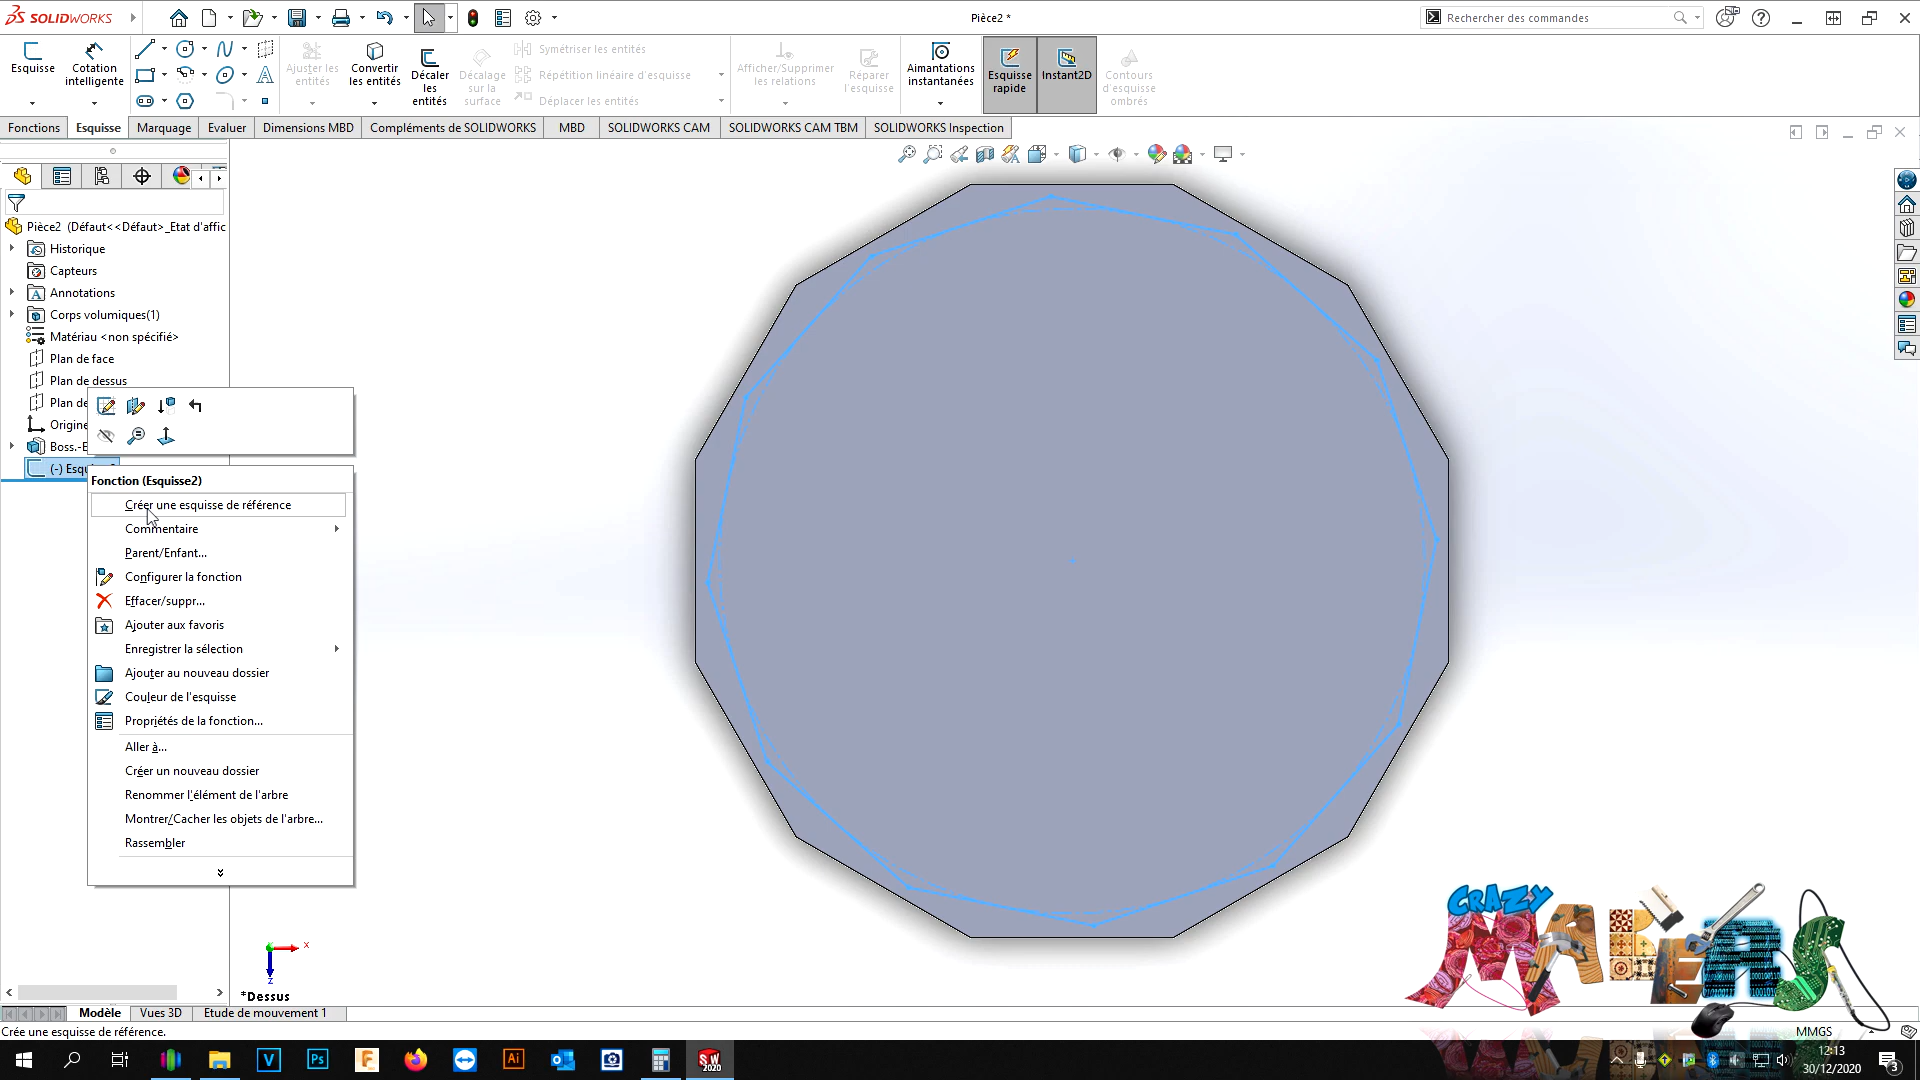 SOLIDWORKS
Pièce2 *
Rechercher des commandes
Esquisse
Cotation intelligente
Ajuster les entités
Convertir les entités
Décaler les entités
Décalage sur la surface
Symétriser les entités
Répétition linéaire d'esquisse
Déplacer les entités
Afficher/Supprimer les relations
Réparer l'esquisse
Aimantations instantanées
Esquisse rapide
Instant2D
Contours d'esquisse ombrés
Fonctions
Esquisse
Marquage
Evaluer
Dimensions MBD
Compléments de SOLIDWORKS
MBD
SOLIDWORKS CAM
SOLIDWORKS CAM TBM
SOLIDWORKS Inspection
Pièce2 (Défaut<<Défaut>_Etat d'affic
Historique
Capteurs
Annotations
Corps volumiques(1)
Matériau <non spécifié>
Plan de face
Plan de dessus
Plan de
Origine
Boss.-E
(-) Esqu
Fonction (Esquisse2)
Créer une esquisse de référence
Commentaire
Parent/Enfant...
Configurer la fonction
Effacer/suppr...
Ajouter aux favoris
Enregistrer la sélection
Ajouter au nouveau dossier
Couleur de l'esquisse
Propriétés de la fonction...
Aller à...
Créer un nouveau dossier
Renommer l'élément de l'arbre
Montrer/Cacher les objets de l'arbre...
Rassembler
X
Z
*Dessus
CRAZY
MAKERS
Modèle
Vues 3D
Etude de mouvement 1
Crée une esquisse de référence.
MMGS
V
Ps
F
Ai
SW
2020
12:13
30/12/2020
3